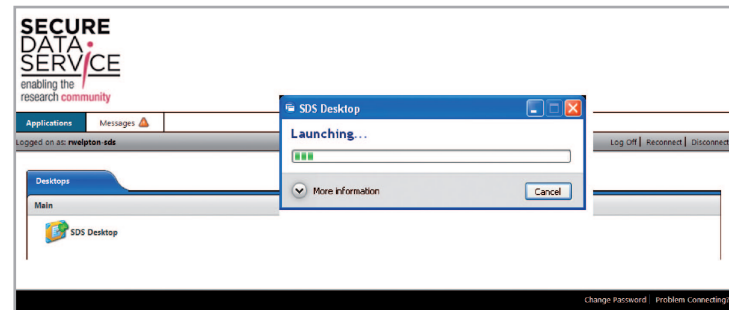 SECURE
DATA
SERVICE
enabling the
research community
SDS Desktop
Launching...
More information
Cancel
Applications
Messages
Logged on as: rwelpton-sds
Log Off | Reconnect | Disconnect
Desktops
Main
SDS Desktop
Change Password | Problem Connecting?